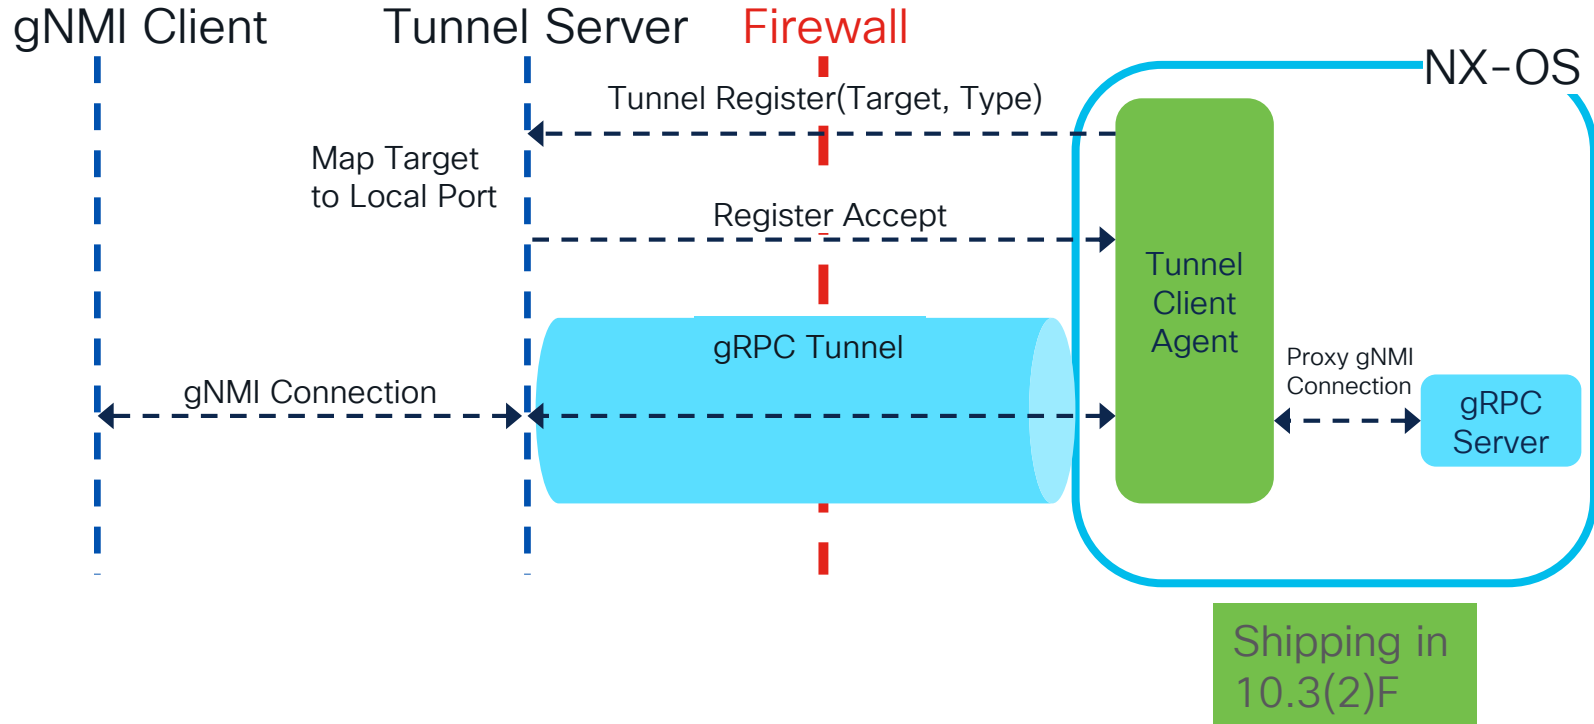 gNMI Client
Tunnel Server
Firewall
NX-OS
Tunnel Register(Target, Type)
Map Target
to Local Port
Register Accept
Tunnel
Client
Agent
gRPC Tunnel
gNMI Connection
Proxy gNMI
Connection
gRPC
Server
Shipping in
10.3(2)F